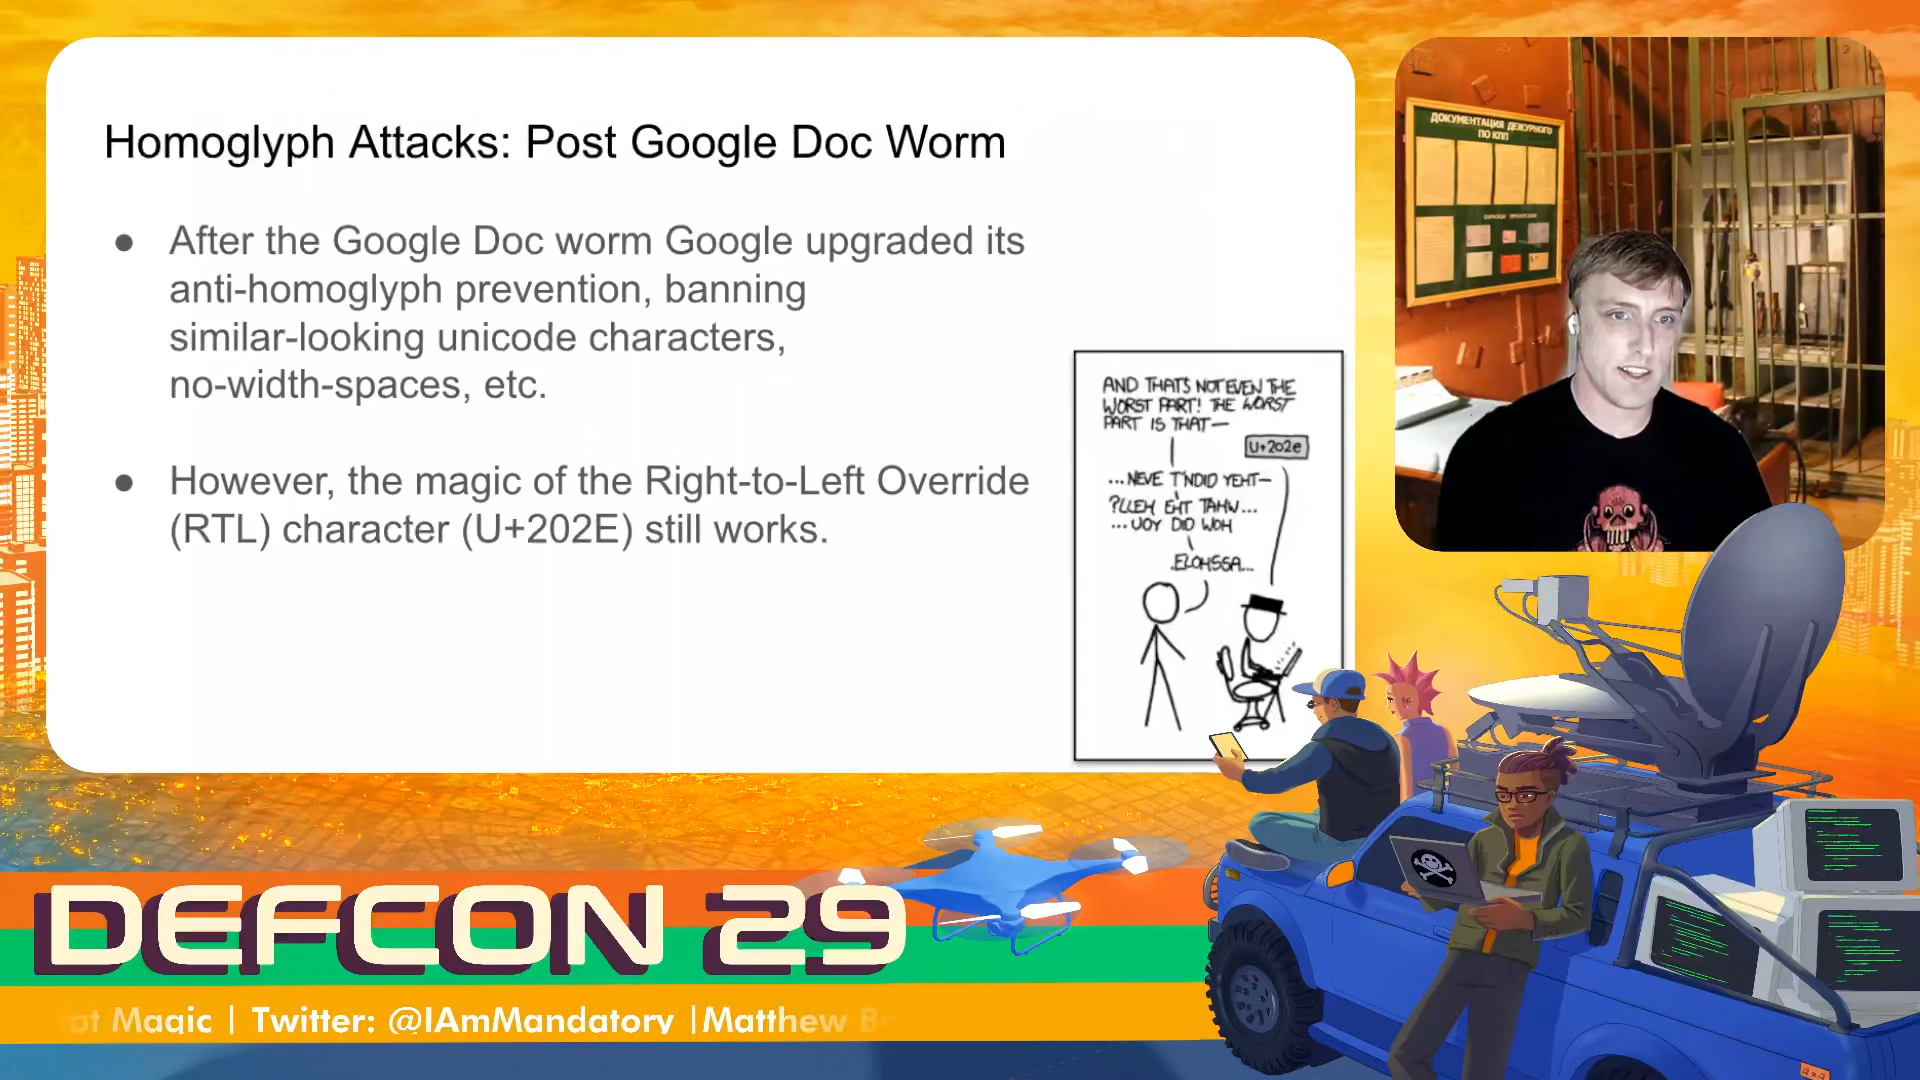 Homoglyph Attacks: Post Google Doc Worm
● After the Google Doc worm Google upgraded its
anti-homoglyph prevention, banning
similar-looking unicode characters,
no-width-spaces, etc.
● However, the magic of the Right-to-Left Override
(RTL) character (U+202E) still works.
AND THAT'S NOT EVEN THE
WORST PART! THE WORST
PART IS THAT—
U+202e
...NEVE T'NDID YEHT—
?LLEH EHT TAHW...
...UOY DID WOH
.ELOHSSA...
ДОКУМЕНТАЦИЯ ДЕЖУРНОГО
ПО КПП
DEFCON 29
Magic | Twitter: @IAmMandatory |Matthew